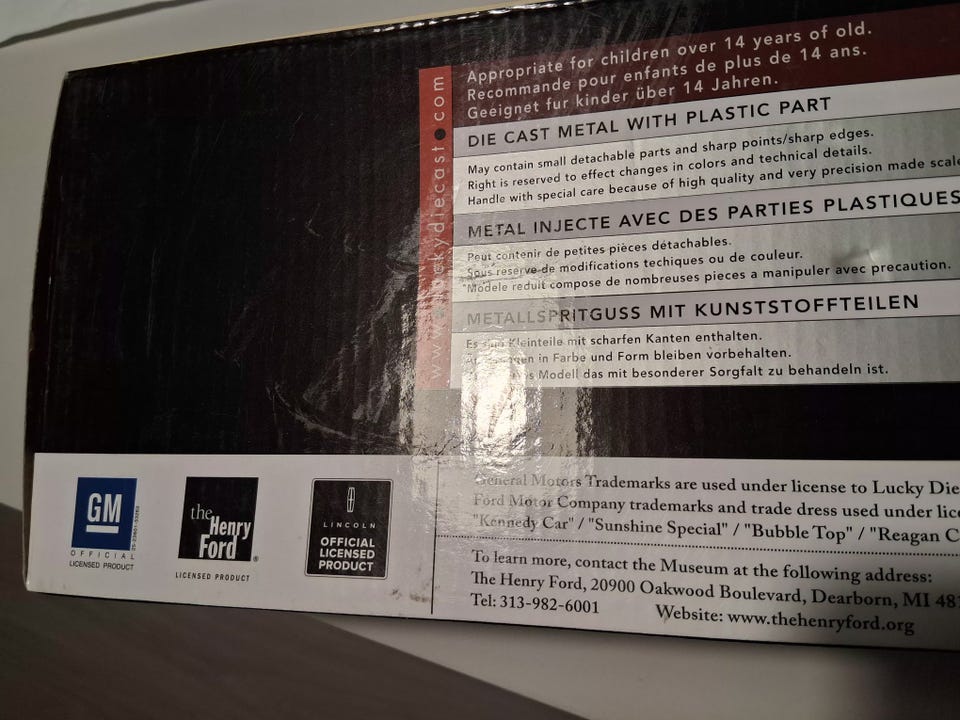 Appropriate for children over 14 years of old.
Recommande pour enfants de plus de 14 ans.
Geeignet fur kinder über 14 Jahren.
www.luckydiecast.com
DIE CAST METAL WITH PLASTIC PART
May contain small detachable parts and sharp points/sharp edges.
Right is reserved to effect changes in colors and technical details.
Handle with special care because of high quality and very precision made scale
METAL INJECTE AVEC DES PARTIES PLASTIQUES
Peut contenir de petites pièces détachables.
Sous reserve de modifications techiques ou de couleur.
*Modele reduit compose de nombreuses pieces a manipuler avec precaution.
METALLSPRITGUSS MIT KUNSTSTOFFTEILEN
Es Kleinteile mit scharfen Kanten enthalten.
in Farbe und Form bleiben vorbehalten.
Modell das mit besonderer Sorgfalt zu behandeln ist.
GM
OFFICIAL
LICENSED PRODUCT
the
Henry
Ford®
LICENSED PRODUCT
LINCOLN
OFFICIAL
LICENSED
PRODUCT
General Motors Trademarks are used under license to Lucky Die
Ford Motor Company trademarks and trade dress used under lice
"Kennedy Car" / "Sunshine Special" / "Bubble Top" / "Reagan C
To learn more, contact the Museum at the following address:
The Henry Ford, 20900 Oakwood Boulevard, Dearborn, MI 481
Tel: 313-982-6001 Website: www.thehenryford.org